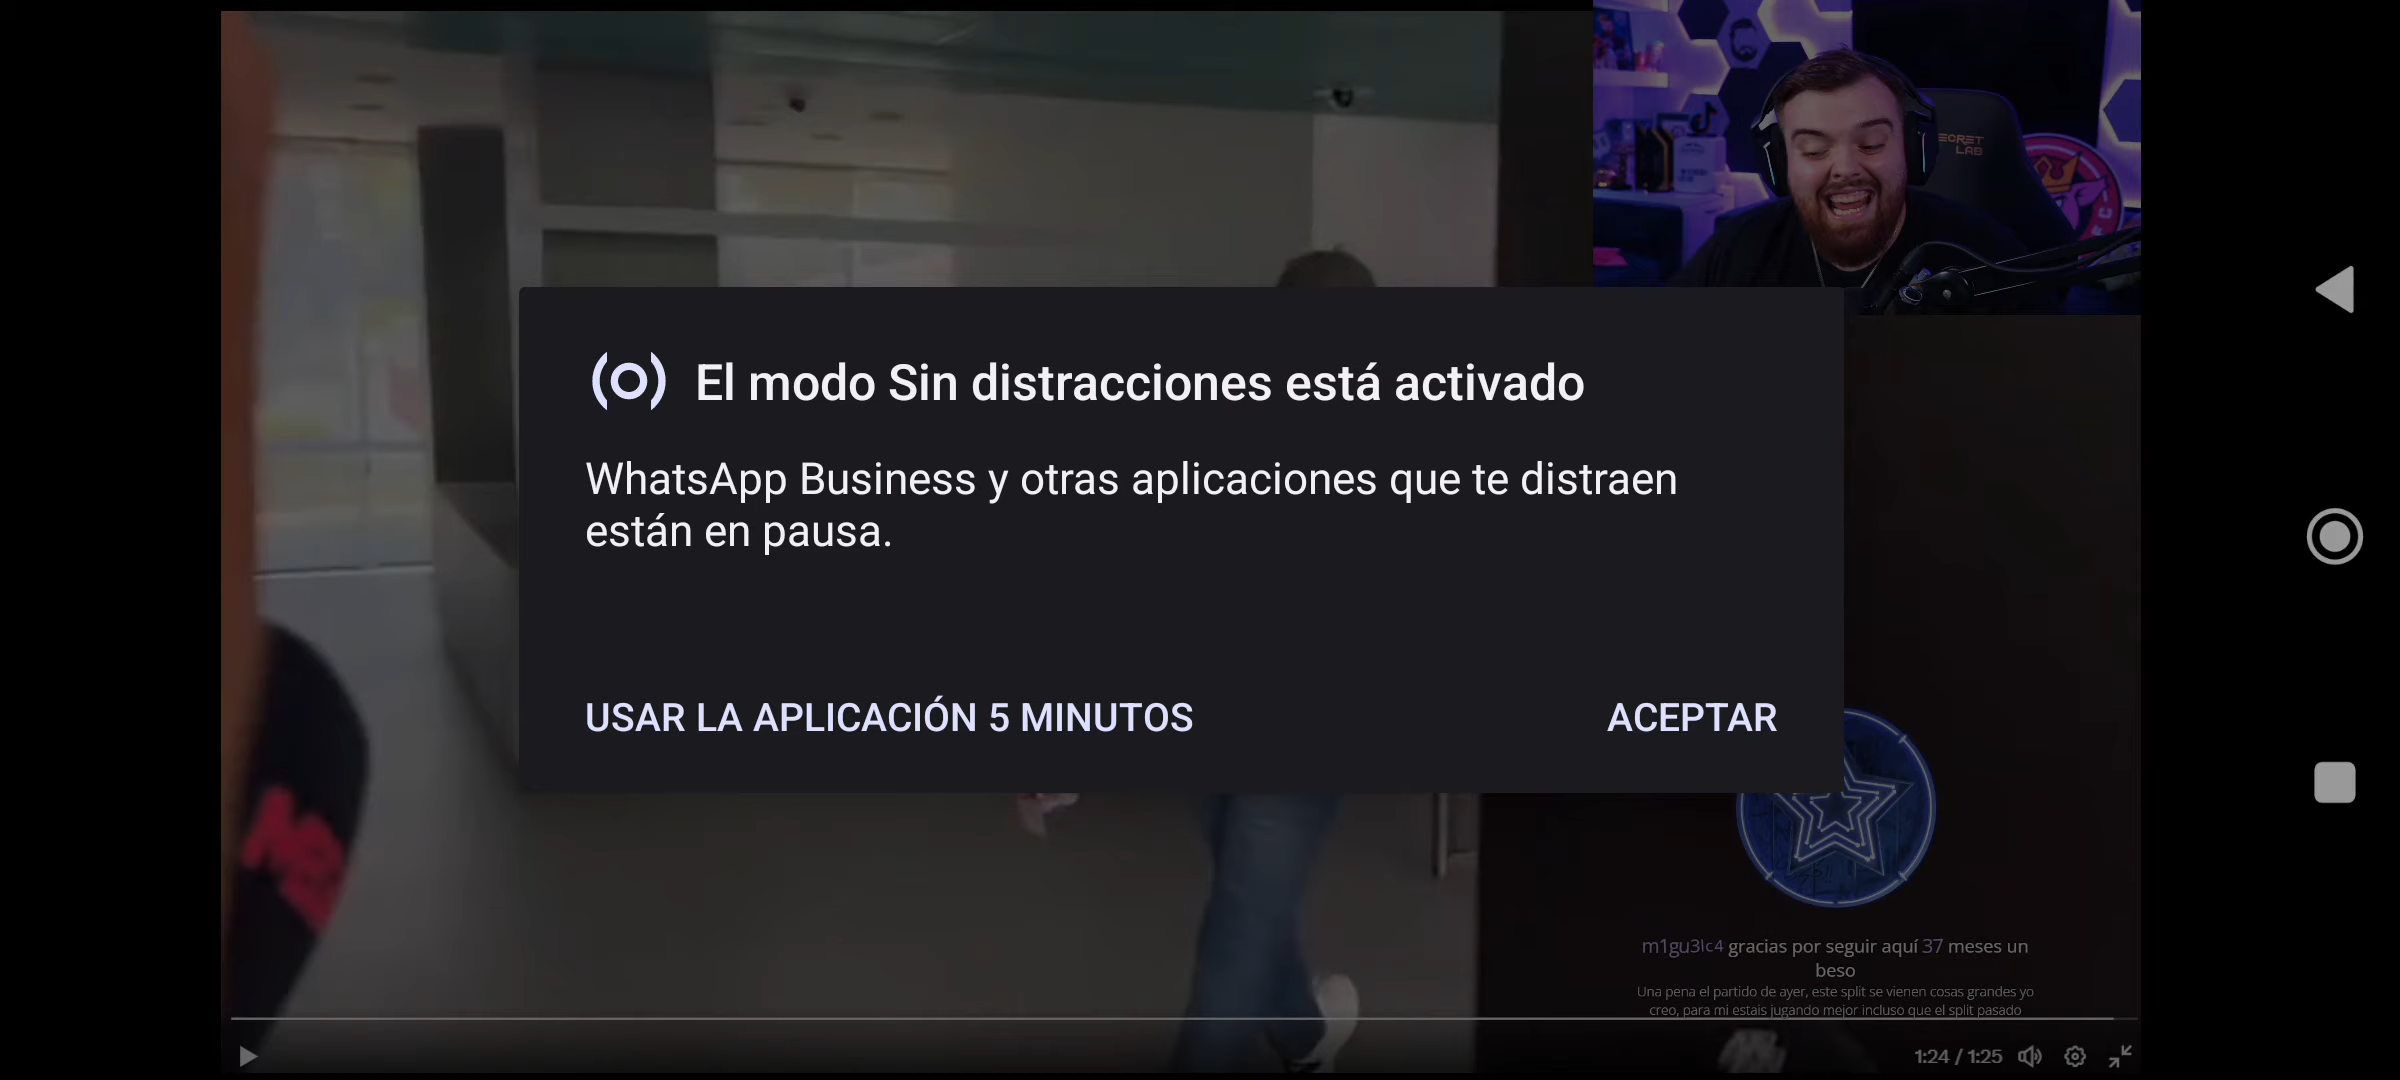 SECRET
LAB
El modo Sin distracciones está activado
WhatsApp Business y otras aplicaciones que te distraen
están en pausa.
USAR LA APLICACIÓN 5 MINUTOS
ACEPTAR
m1gu3lc4 gracias por seguir aquí 37 meses un
beso
Una pena el partido de ayer, este split se vienen cosas grandes yo
creo, para mi estais jugando mejor incluso que el split pasado
1:24 / 1:25